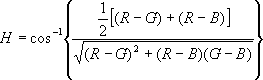 H = cos⁻¹ { ½[(R − G) + (R − B)] / √((R − G)² + (R − B)(G − B)) }